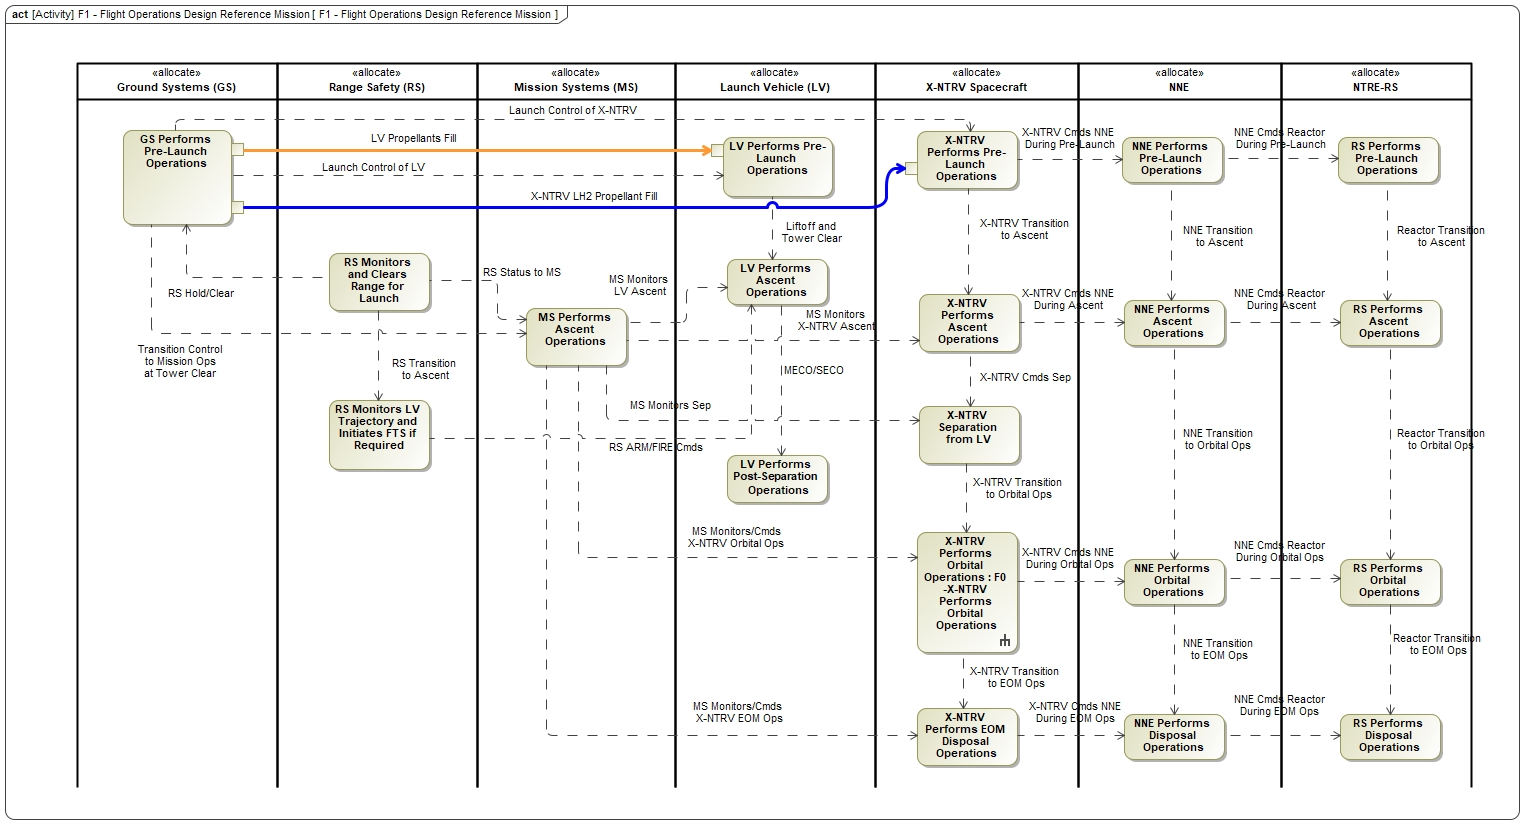 act [Activity] F1 - Flight Operations Design Reference Mission [ F1 - Flight Operations Design Reference Mission ]
«allocate»
Ground Systems (GS)
«allocate»
Range Safety (RS)
«allocate»
Mission Systems (MS)
«allocate»
Launch Vehicle (LV)
«allocate»
X-NTRV Spacecraft
«allocate»
NNE
«allocate»
NTRE-RS
Launch Control of X-NTRV
GS Performs
Pre-Launch
Operations
LV Propellants Fill
Launch Control of LV
X-NTRV LH2 Propellant Fill
LV Performs Pre-
Launch
Operations
X-NTRV
Performs Pre-
Launch
Operations
X-NTRV Cmds NNE
During Pre-Launch
NNE Performs
Pre-Launch
Operations
NNE Cmds Reactor
During Pre-Launch
RS Performs
Pre-Launch
Operations
Liftoff and
Tower Clear
X-NTRV Transition
to Ascent
NNE Transition
to Ascent
Reactor Transition
to Ascent
RS Hold/Clear
RS Monitors
and Clears
Range for
Launch
RS Status to MS
MS Monitors
LV Ascent
LV Performs
Ascent
Operations
MS Performs
Ascent
Operations
MS Monitors
X-NTRV Ascent
X-NTRV
Performs
Ascent
Operations
X-NTRV Cmds NNE
During Ascent
NNE Performs
Ascent
Operations
NNE Cmds Reactor
During Ascent
RS Performs
Ascent
Operations
Transition Control
to Mission Ops
at Tower Clear
RS Transition
to Ascent
MECO/SECO
X-NTRV Cmds Sep
RS Monitors LV
Trajectory and
Initiates FTS if
Required
MS Monitors Sep
RS ARM/FIRE Cmds
X-NTRV
Separation
from LV
NNE Transition
to Orbital Ops
Reactor Transition
to Orbital Ops
LV Performs
Post-Separation
Operations
X-NTRV Transition
to Orbital Ops
MS Monitors/Cmds
X-NTRV Orbital Ops
X-NTRV
Performs
Orbital
Operations : F0
-X-NTRV
Performs
Orbital
Operations
X-NTRV Cmds NNE
During Orbital Ops
NNE Performs
Orbital
Operations
NNE Cmds Reactor
During Orbital Ops
RS Performs
Orbital
Operations
X-NTRV Transition
to EOM Ops
NNE Transition
to EOM Ops
Reactor Transition
to EOM Ops
MS Monitors/Cmds
X-NTRV EOM Ops
X-NTRV
Performs EOM
Disposal
Operations
X-NTRV Cmds NNE
During EOM Ops
NNE Performs
Disposal
Operations
NNE Cmds Reactor
During EOM Ops
RS Performs
Disposal
Operations